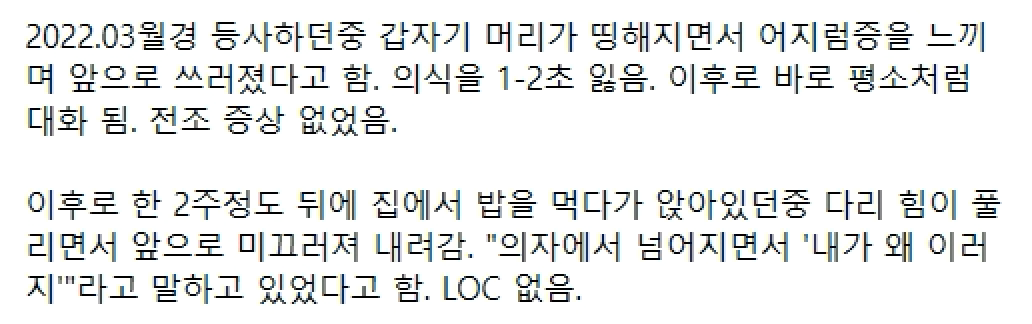 2022.03월경 등사하던중 갑자기 머리가 띵해지면서 어지럼증을 느끼
며 앞으로 쓰러졌다고 함. 의식을 1-2초 잃음. 이후로 바로 평소처럼
대화 됨. 전조 증상 없었음.
이후로 한 2주정도 뒤에 집에서 밥을 먹다가 앉아있던중 다리 힘이 풀
리면서 앞으로 미끄러져 내려감. "의자에서 넘어지면서 '내가 왜 이러
지'"라고 말하고 있었다고 함. LOC 없음.